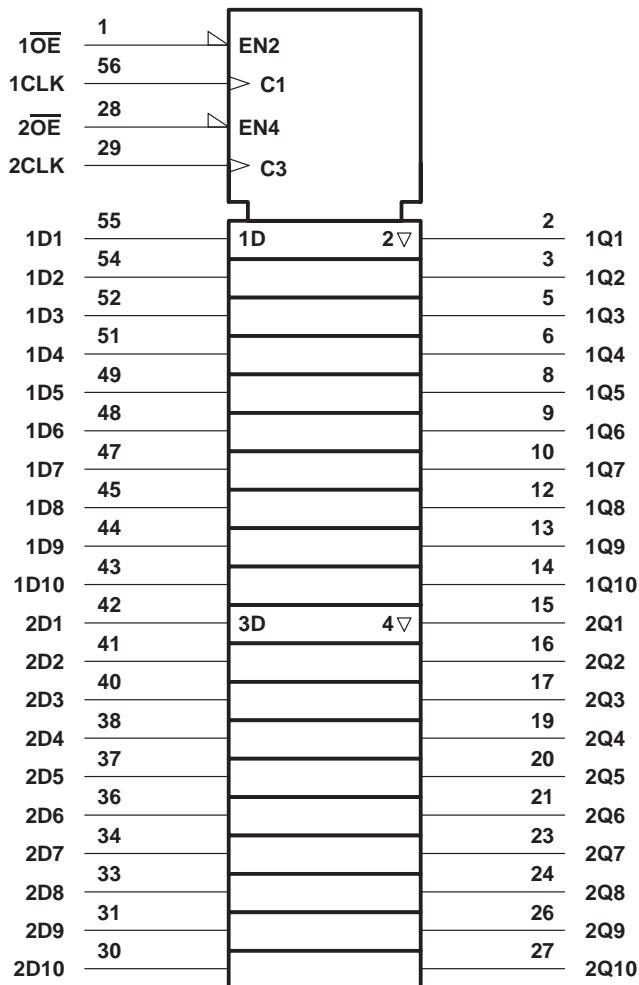 1O̅E̅ 1 EN2
1CLK 56 C1
2O̅E̅ 28 EN4
2CLK 29 C3
1D1 55 1D 2 ▽ 2 1Q1
1D2 54 3 1Q2
1D3 52 5 1Q3
1D4 51 6 1Q4
1D5 49 8 1Q5
1D6 48 9 1Q6
1D7 47 10 1Q7
1D8 45 12 1Q8
1D9 44 13 1Q9
1D10 43 14 1Q10
2D1 42 3D 4 ▽ 15 2Q1
2D2 41 16 2Q2
2D3 40 17 2Q3
2D4 38 19 2Q4
2D5 37 20 2Q5
2D6 36 21 2Q6
2D7 34 23 2Q7
2D8 33 24 2Q8
2D9 31 26 2Q9
2D10 30 27 2Q10